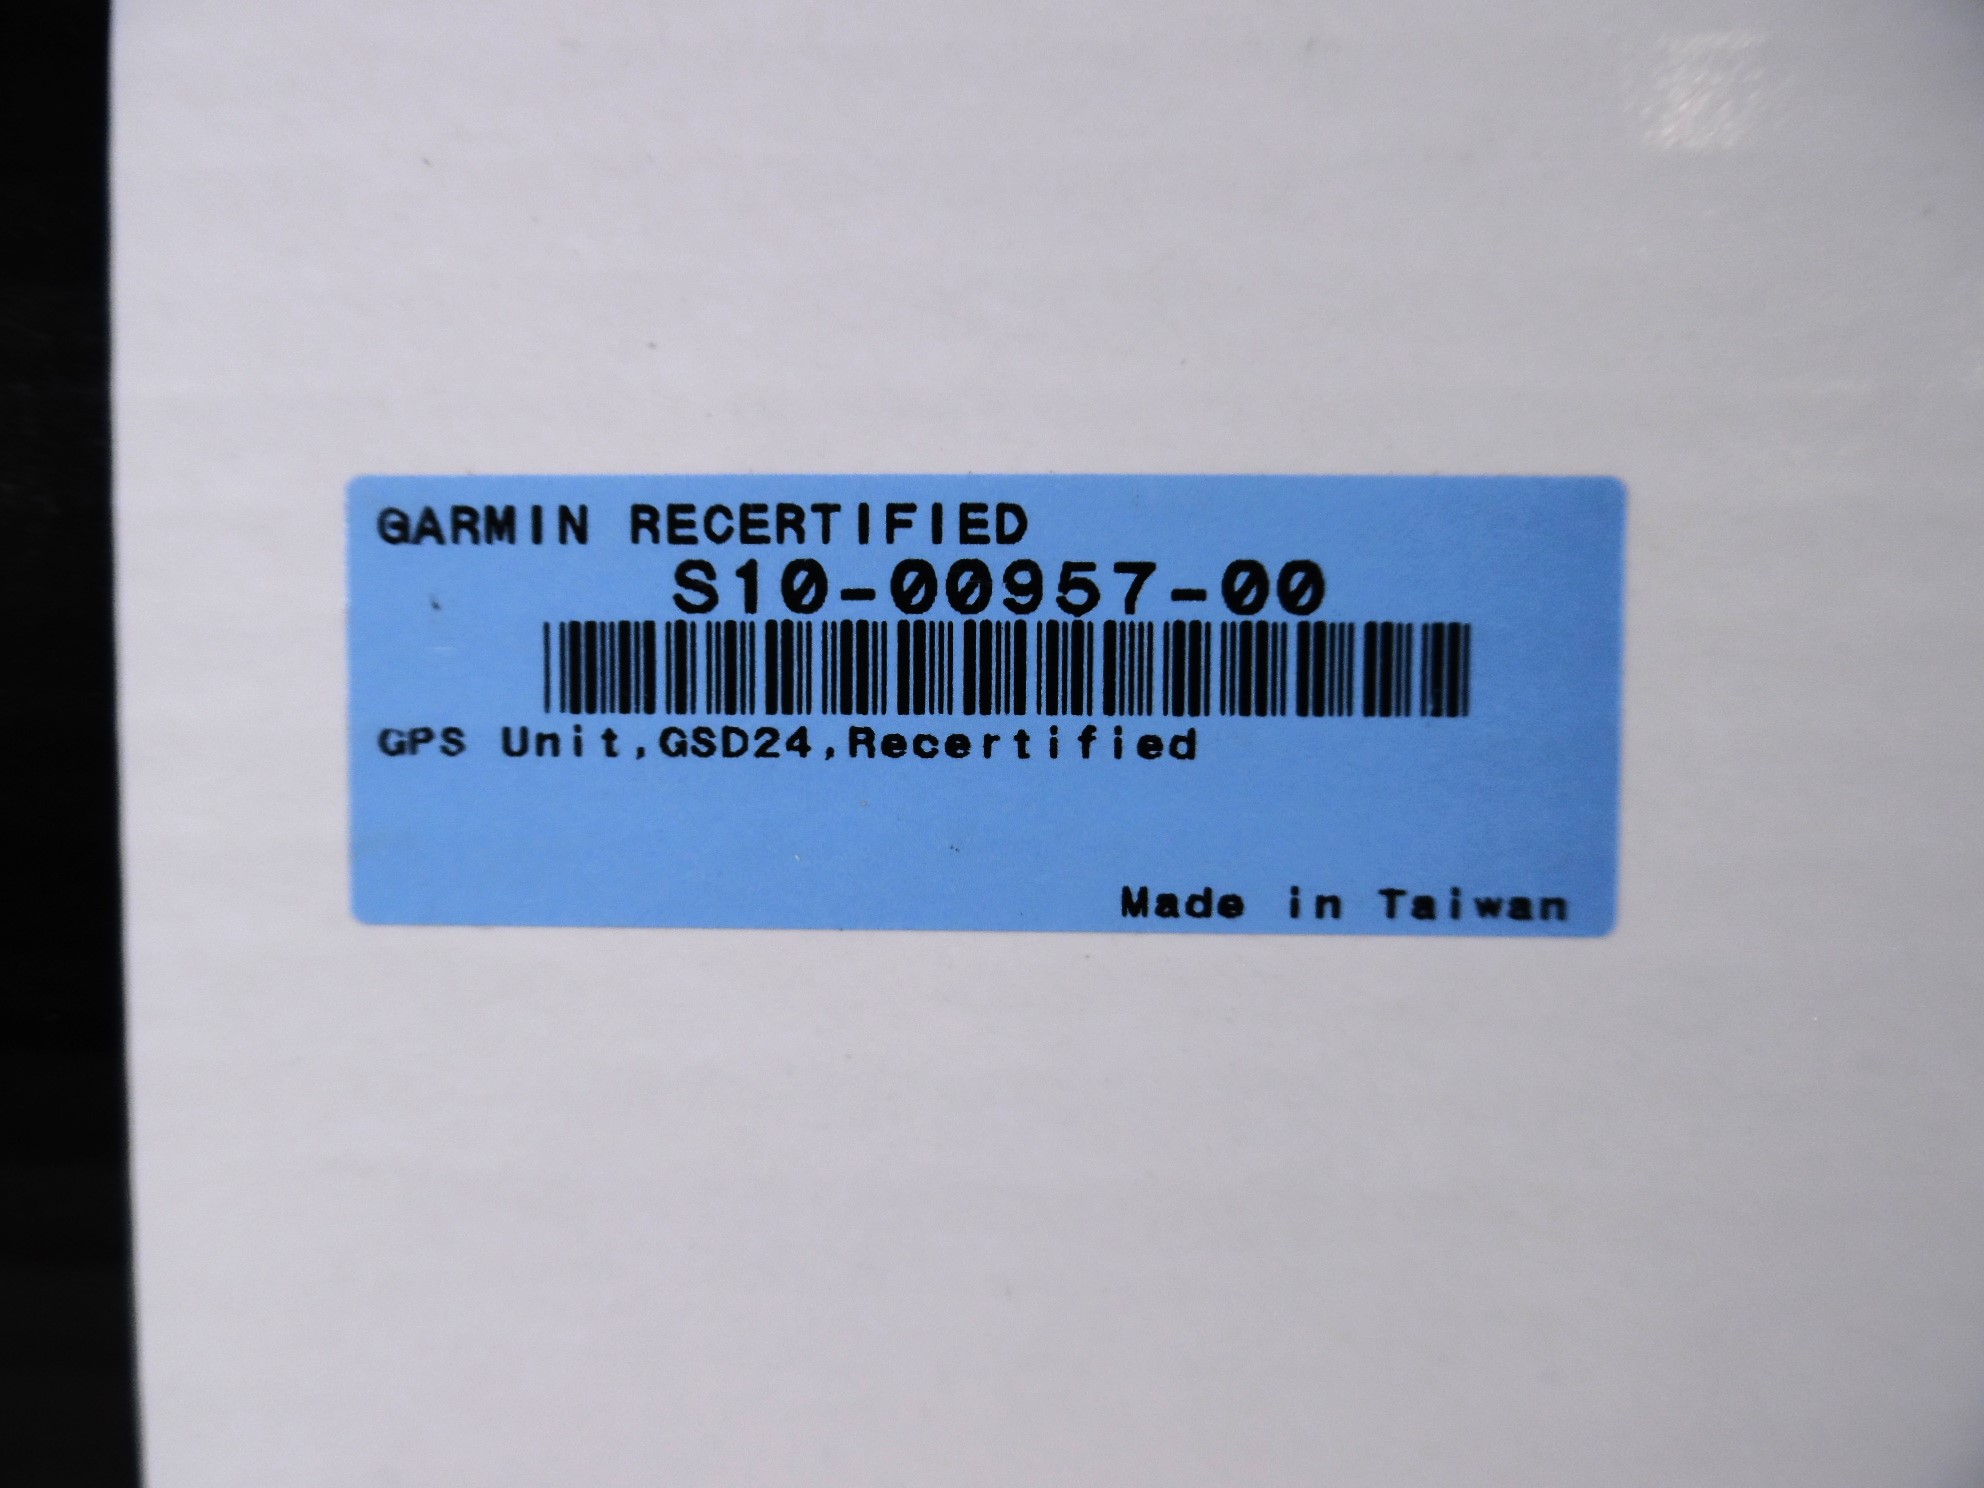 GARMIN RECERTIFIED
S10-00957-00
GPS Unit,GSD24,Recertified
Made in Taiwan